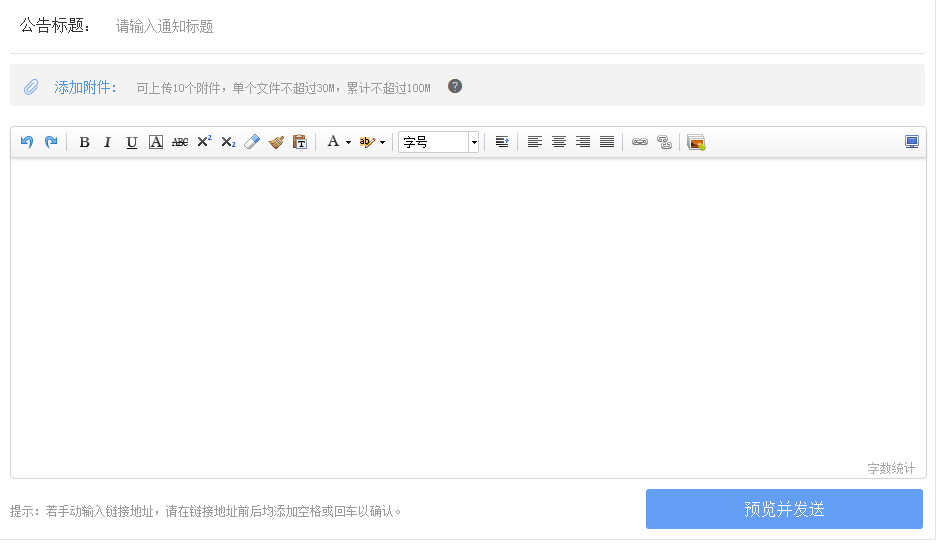 公告标题： 请输入通知标题
添加附件: 可上传10个附件，单个文件不超过30M，累计不超过100M ?
B I U A ABC X² X₂ T A ab 字号
字数统计
提示：若手动输入链接地址，请在链接地址前后均添加空格或回车以确认。 预览并发送